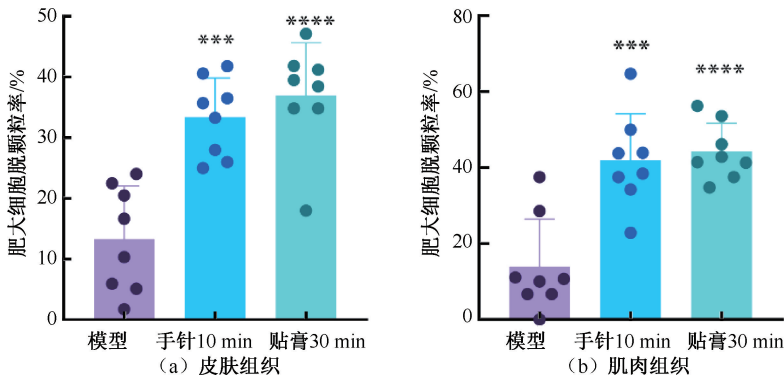 肥大细胞脱颗粒率/%
50
40
30
20
10
0
***
****
模型
手针10 min
贴膏30 min
(a) 皮肤组织
肥大细胞脱颗粒率/%
80
60
40
20
0
***
****
模型
手针10 min
贴膏30 min
(b) 肌肉组织